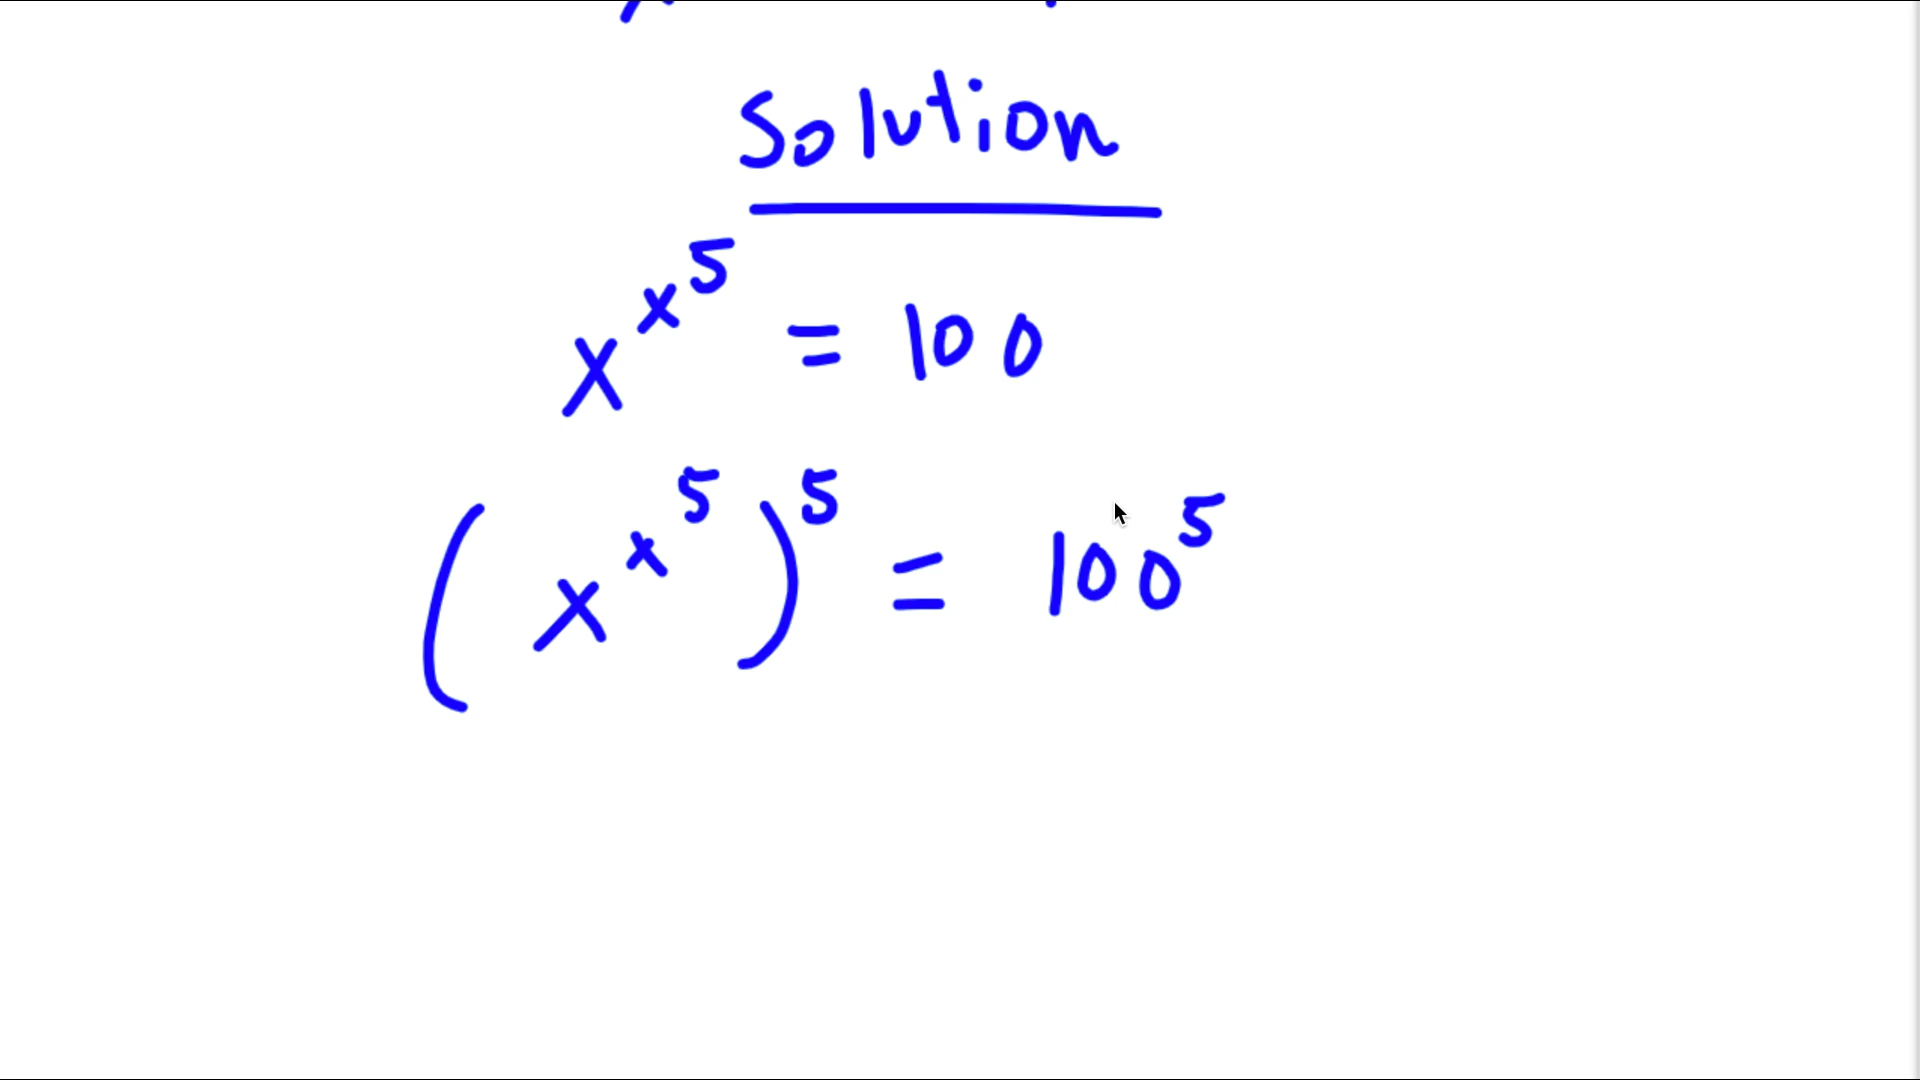 Solution
x^x^5 = 100
(x^x^5)^5 = 100^5